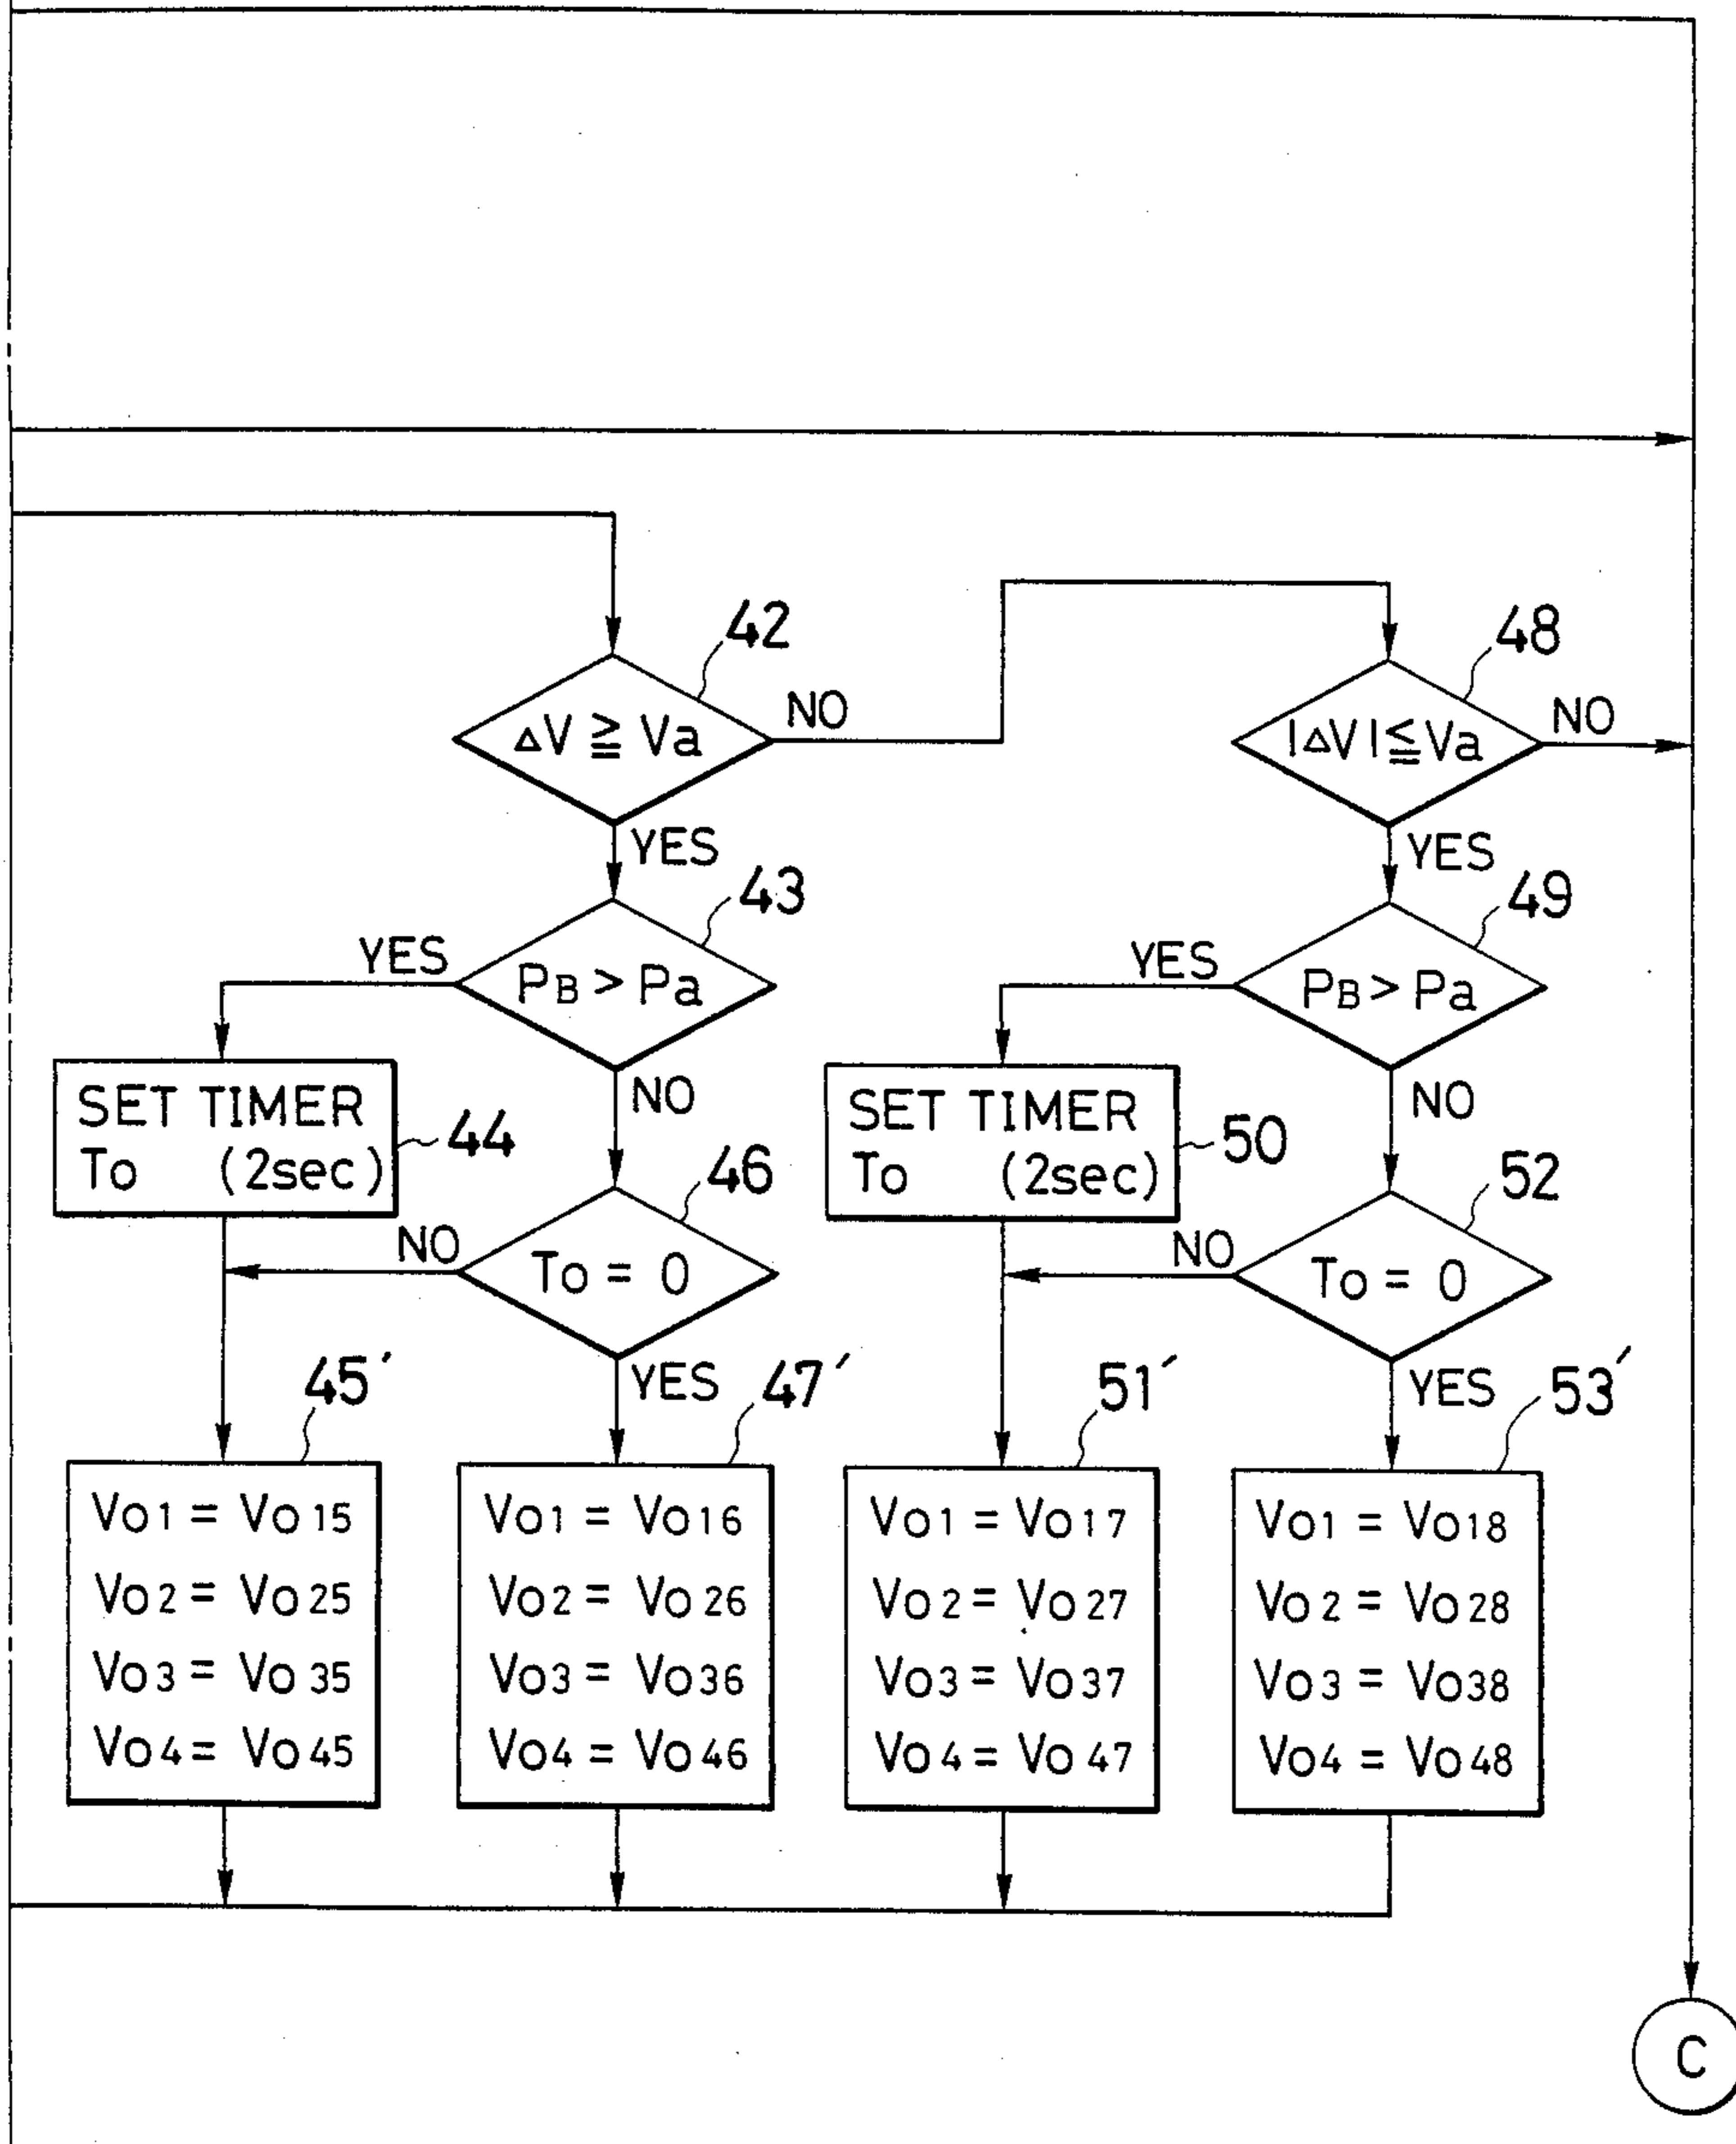 42
48
ΔV ≧ Va
NO
|ΔV|≦Va
NO
YES
YES
43
49
YES
PB > Pa
YES
PB > Pa
SET TIMER
To (2sec)
44
NO
SET TIMER
To (2sec)
50
NO
46
52
NO
To = 0
NO
To = 0
45′
YES
47′
51′
YES
53′
Vo1 = Vo15
Vo2 = Vo25
Vo3 = Vo35
Vo4 = Vo45
Vo1 = Vo16
Vo2 = Vo26
Vo3 = Vo36
Vo4 = Vo46
Vo1 = Vo17
Vo2 = Vo27
Vo3 = Vo37
Vo4 = Vo47
Vo1 = Vo18
Vo2 = Vo28
Vo3 = Vo38
Vo4 = Vo48
C